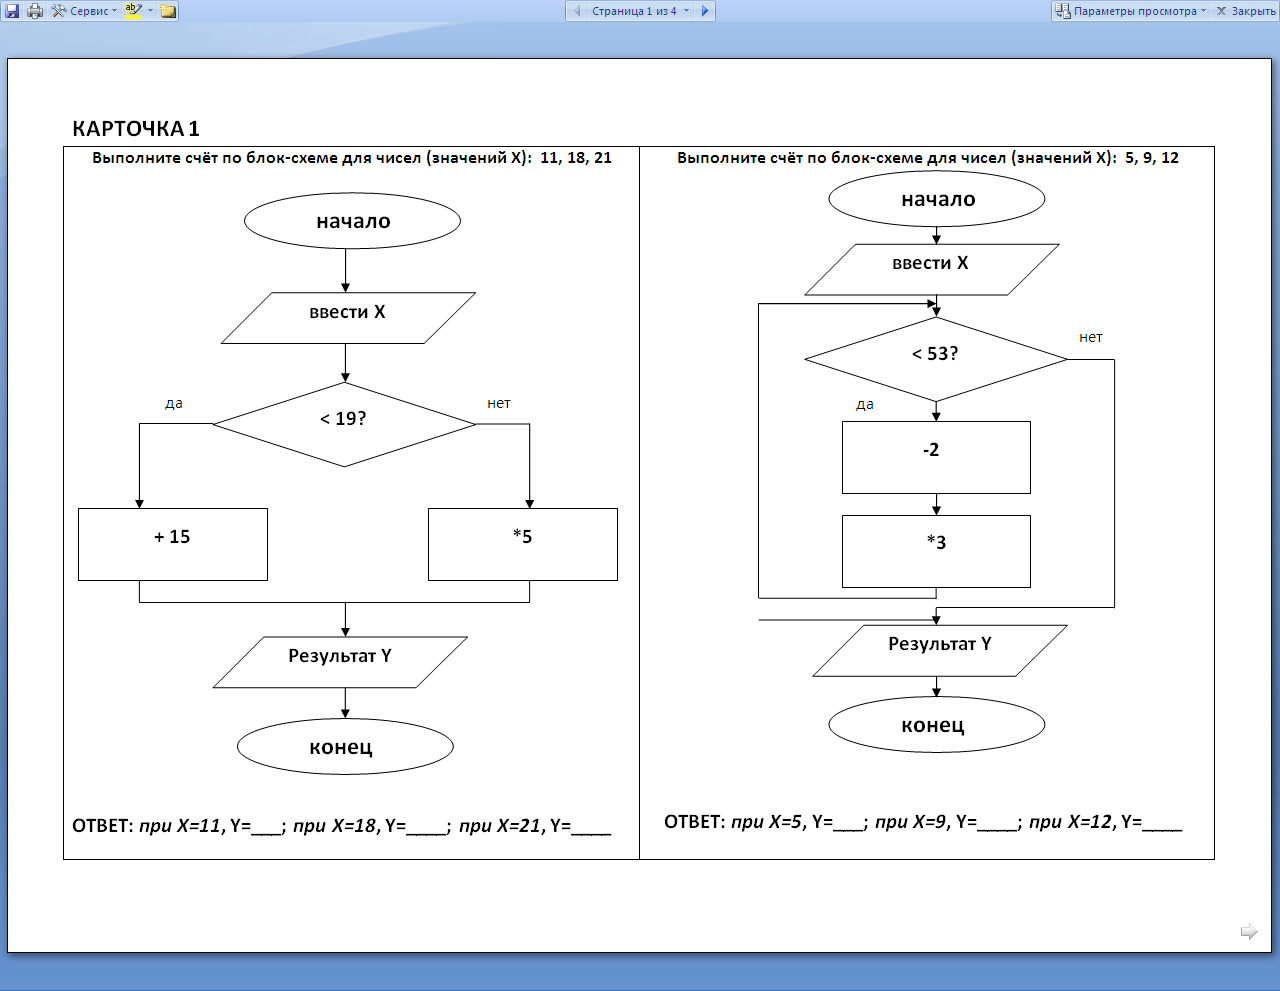 Сервис
Страница 1 из 4
Параметры просмотра
Закрыть
КАРТОЧКА 1
Выполните счёт по блок-схеме для чисел (значений X):  11, 18, 21
начало
ввести X
< 19?
да
нет
+ 15
*5
Результат Y
конец
ОТВЕТ: при X=11, Y=___; при X=18, Y=____; при X=21, Y=____
Выполните счёт по блок-схеме для чисел (значений X):  5, 9, 12
начало
ввести X
< 53?
нет
да
-2
*3
Результат Y
конец
ОТВЕТ: при X=5, Y=___; при X=9, Y=____; при X=12, Y=____